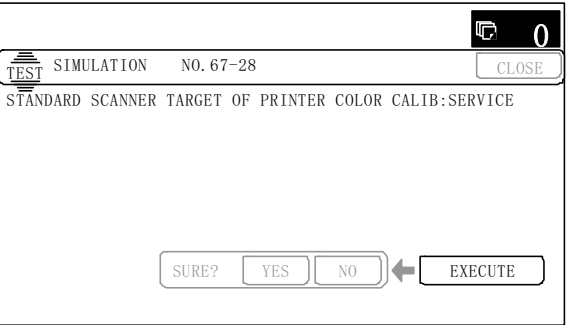 0
TEST SIMULATION NO.67-28 CLOSE
STANDARD SCANNER TARGET OF PRINTER COLOR CALIB:SERVICE
SURE? YES NO EXECUTE